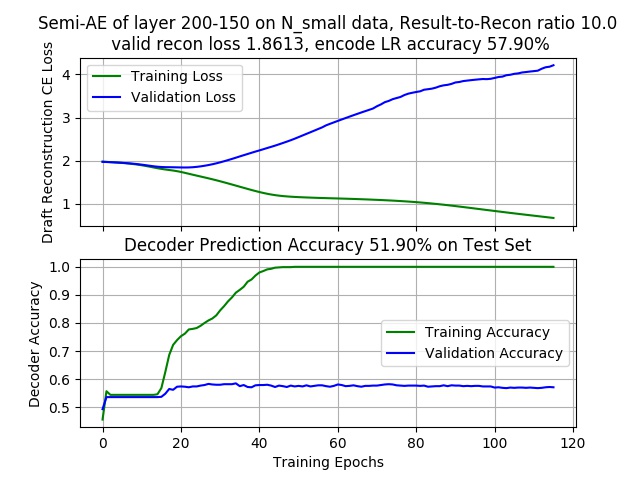 Semi-AE of layer 200-150 on N_small data, Result-to-Recon ratio 10.0
valid recon loss 1.8613, encode LR accuracy 57.90%
Draft Reconstruction CE Loss
4
3
2
1
Training Loss
Validation Loss
Decoder Prediction Accuracy 51.90% on Test Set
Decoder Accuracy
1.0
0.9
0.8
0.7
0.6
0.5
Training Accuracy
Validation Accuracy
0 20 40 60 80 100 120
Training Epochs